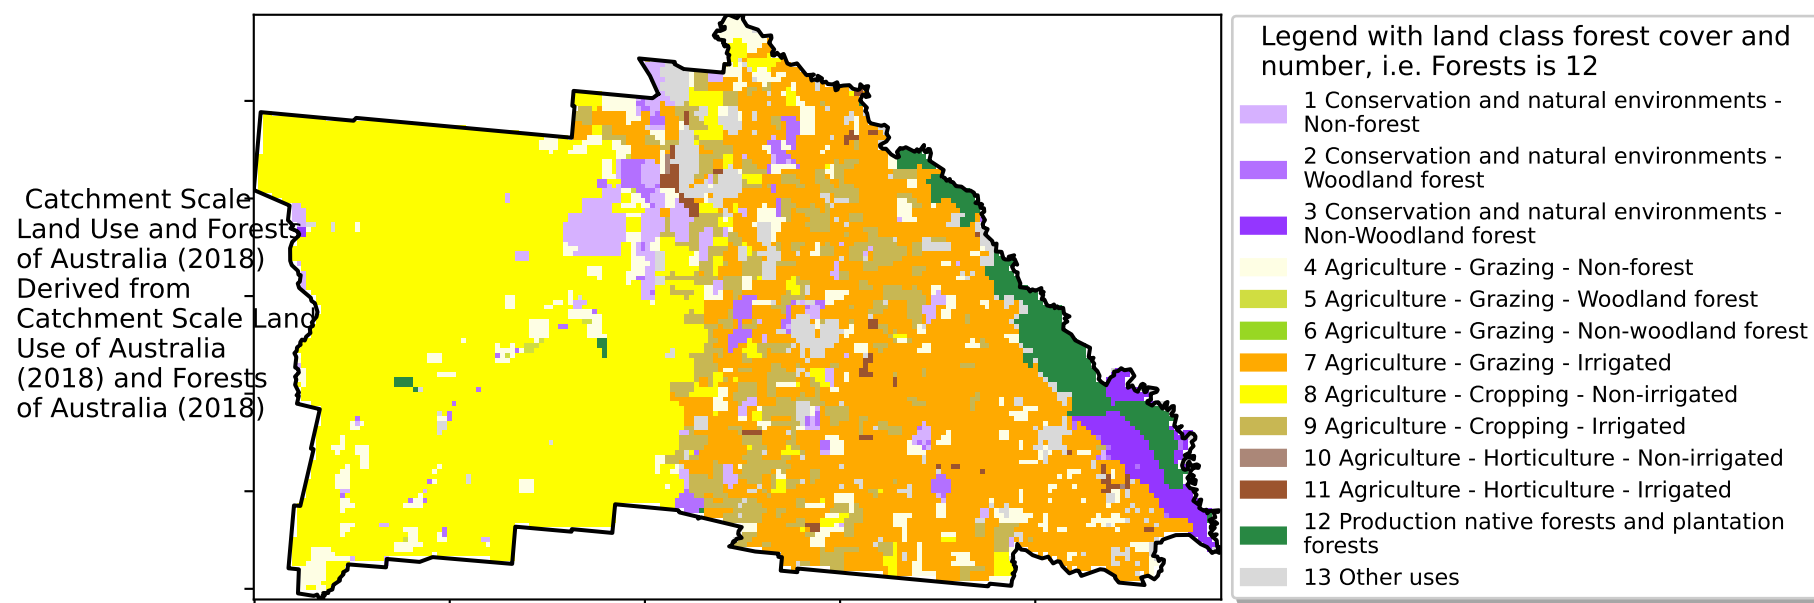 Catchment Scale
Land Use and Forests
of Australia (2018)
Derived from
Catchment Scale Land
Use of Australia
(2018) and Forests
of Australia (2018)
Legend with land class forest cover and
number, i.e. Forests is 12
1 Conservation and natural environments -
Non-forest
2 Conservation and natural environments -
Woodland forest
3 Conservation and natural environments -
Non-Woodland forest
4 Agriculture - Grazing - Non-forest
5 Agriculture - Grazing - Woodland forest
6 Agriculture - Grazing - Non-woodland forest
7 Agriculture - Grazing - Irrigated
8 Agriculture - Cropping - Non-irrigated
9 Agriculture - Cropping - Irrigated
10 Agriculture - Horticulture - Non-irrigated
11 Agriculture - Horticulture - Irrigated
12 Production native forests and plantation
forests
13 Other uses